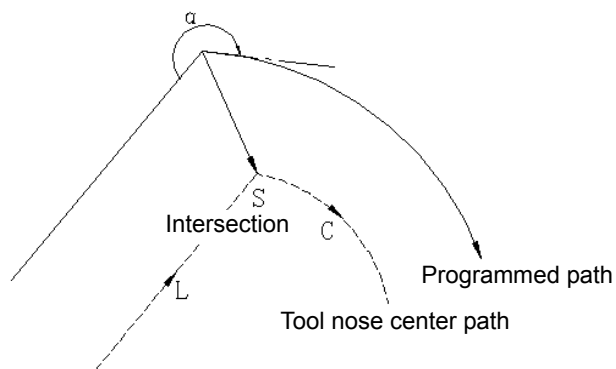 α
S
Intersection
C
Programmed path
L
Tool nose center path